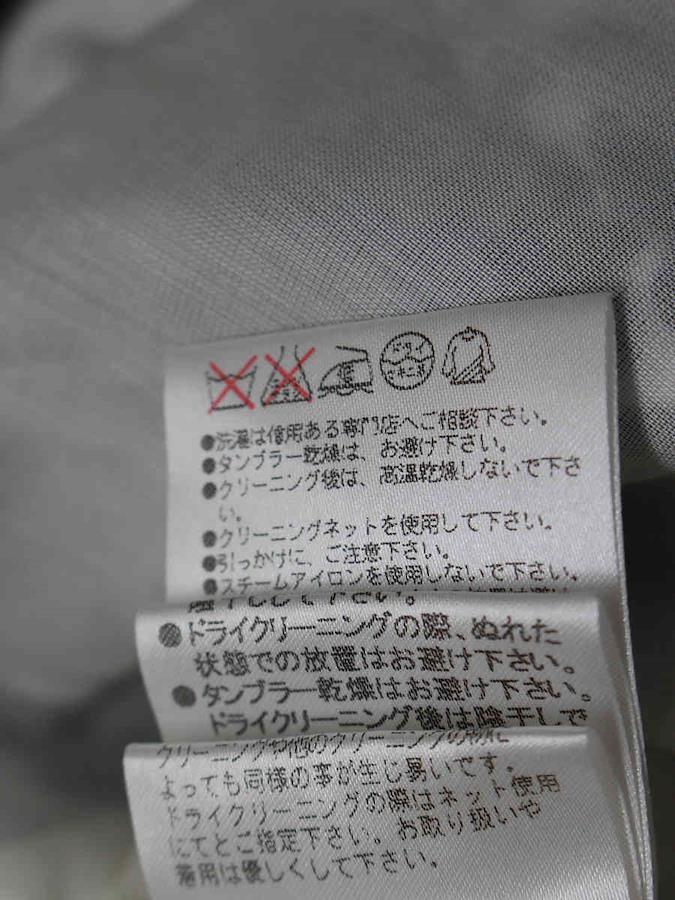 ●洗濯は信用ある専門店へご相談下さい。
●タンブラー乾燥は、お避け下さい。
●クリーニング後は、高温乾燥しないで下さ
い。
●クリーニングネットを使用して下さい。
●引っかけに、ご注意下さい。
●スチームアイロンを使用しないで下さい。
●ドライクリーニングの際、ぬれた
状態での放置はお避け下さい。
●タンブラー乾燥はお避け下さい。
ドライクリーニング後は陰干しで
よっても同様の事が生じ易いです。
ドライクリーニングの際はネット使用
にてとご指定下さい。お取り扱いや
着用は優しくして下さい。